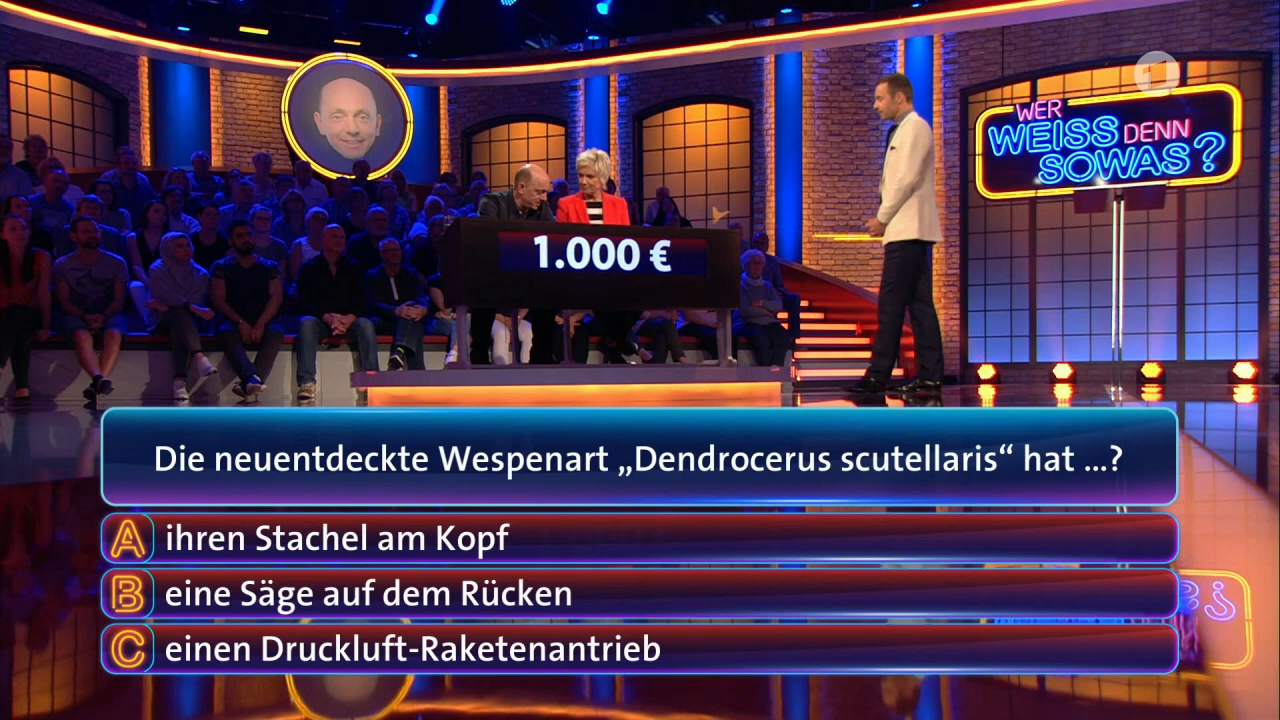 1
WER
WEISS DENN
SOWAS?
1.000 €
Die neuentdeckte Wespenart „Dendrocerus scutellaris“ hat ...?
A ihren Stachel am Kopf
B eine Säge auf dem Rücken
C einen Druckluft-Raketenantrieb